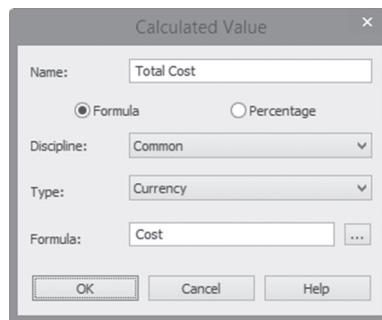 Calculated Value
Name: Total Cost
Formula Percentage
Discipline: Common
Type: Currency
Formula: Cost ...
OK Cancel Help